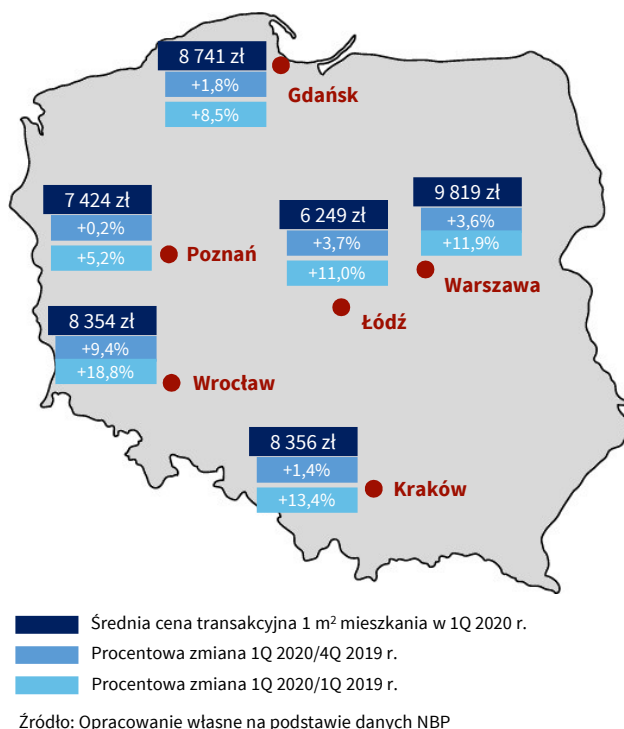 8 741 zł
+1,8%
+8,5%
Gdańsk
7 424 zł
+0,2%
+5,2%
Poznań
6 249 zł
+3,7%
+11,0%
Łódź
9 819 zł
+3,6%
+11,9%
Warszawa
8 354 zł
+9,4%
+18,8%
Wrocław
8 356 zł
+1,4%
+13,4%
Kraków
Średnia cena transakcyjna 1 m² mieszkania w 1Q 2020 r.
Procentowa zmiana 1Q 2020/4Q 2019 r.
Procentowa zmiana 1Q 2020/1Q 2019 r.
Źródło: Opracowanie własne na podstawie danych NBP